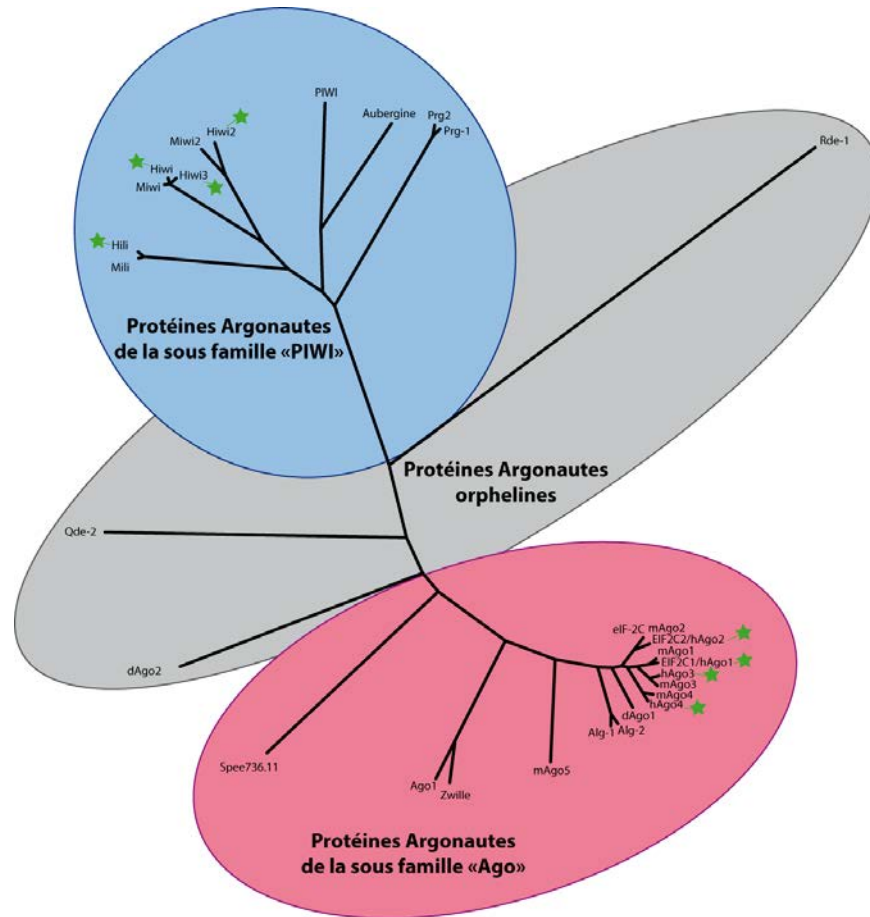 PIWI
Aubergine
Prg2
Prg-1
Hiwi2
Miwi2
Hiwi
Hiwi3
Miwi
Hili
Mili
Rde-1
Protéines Argonautes
de la sous famille «PIWI»
Protéines Argonautes
orphelines
Qde-2
dAgo2
eIF-2C
mAgo2
EIF2C2/hAgo2
mAgo1
EIF2C1/hAgo1
hAgo3
mAgo3
mAgo4
hAgo4
dAgo1
Alg-1
Alg-2
Spee736.11
mAgo5
Ago1
Zwille
Protéines Argonautes
de la sous famille «Ago»